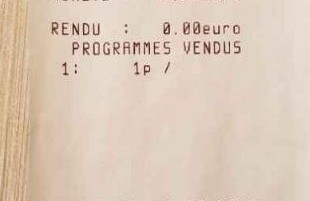 RENDU : 0.00euro
PROGRAMMES VENDUS
1: 1p /